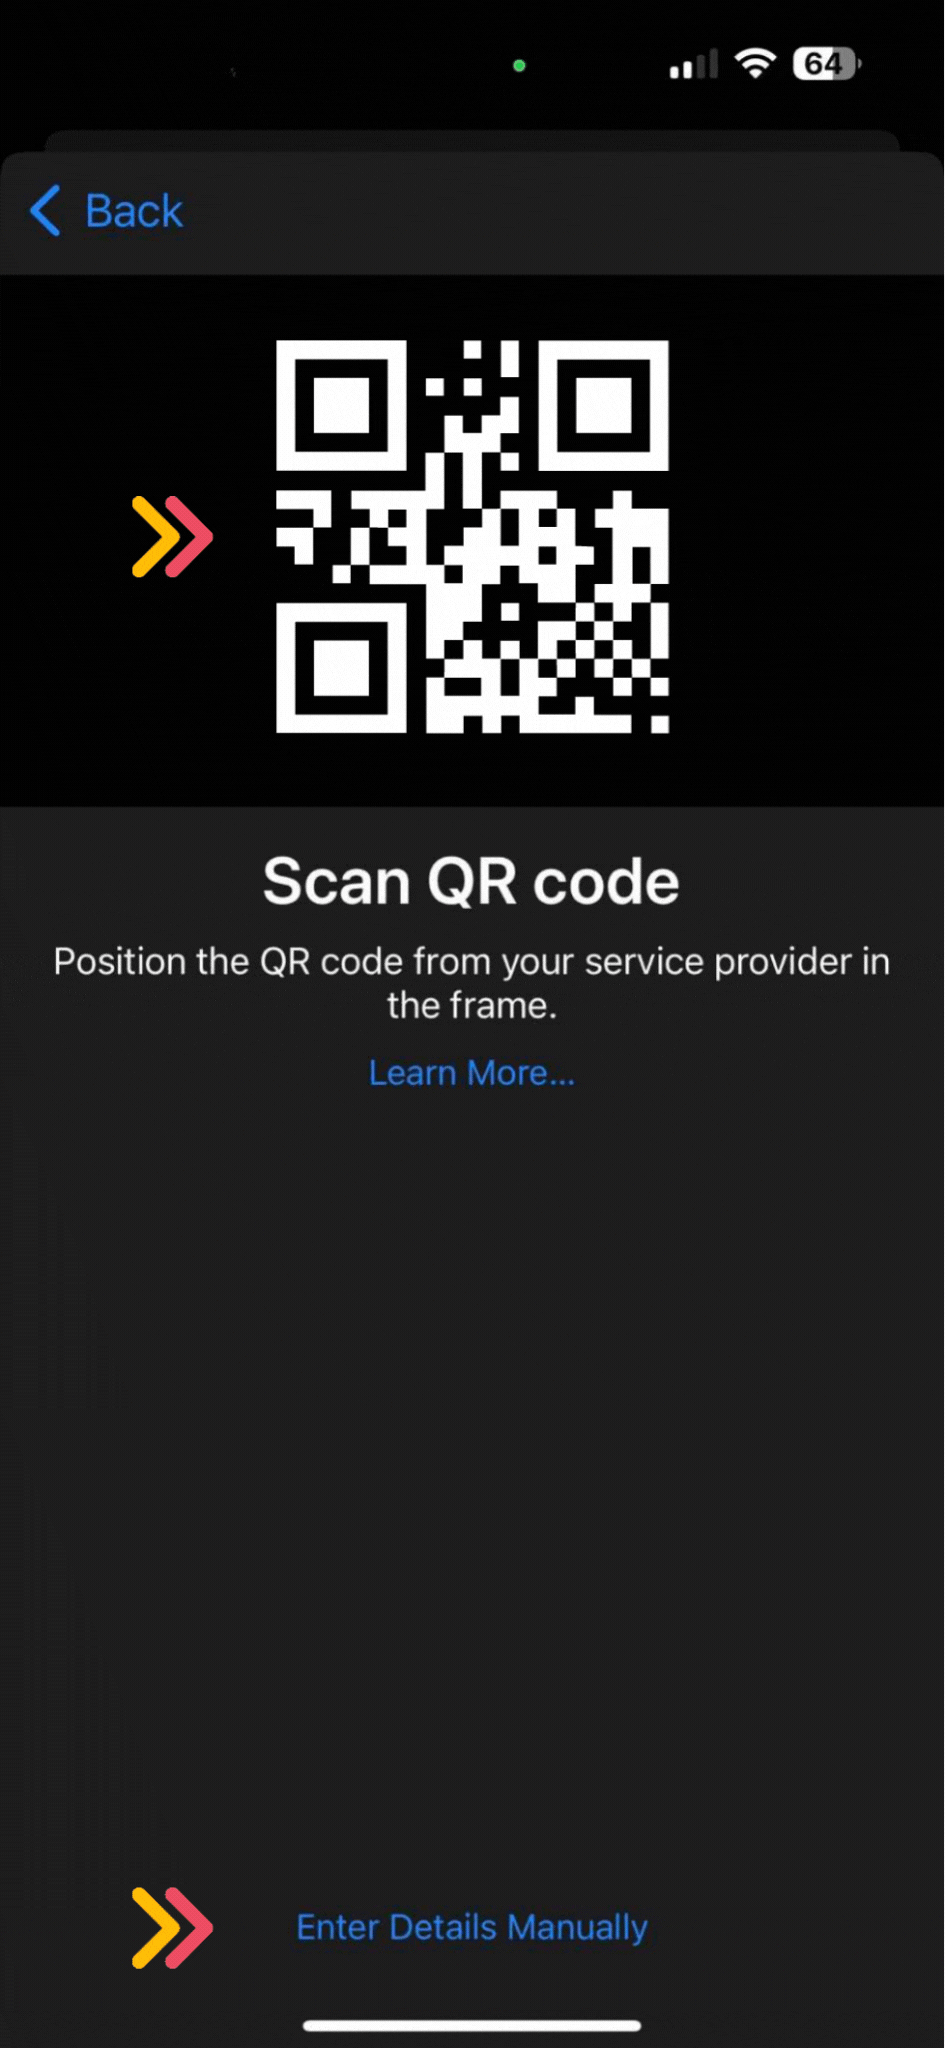 64
Back
Scan QR code
Position the QR code from your service provider in
the frame.
Learn More...
Enter Details Manually